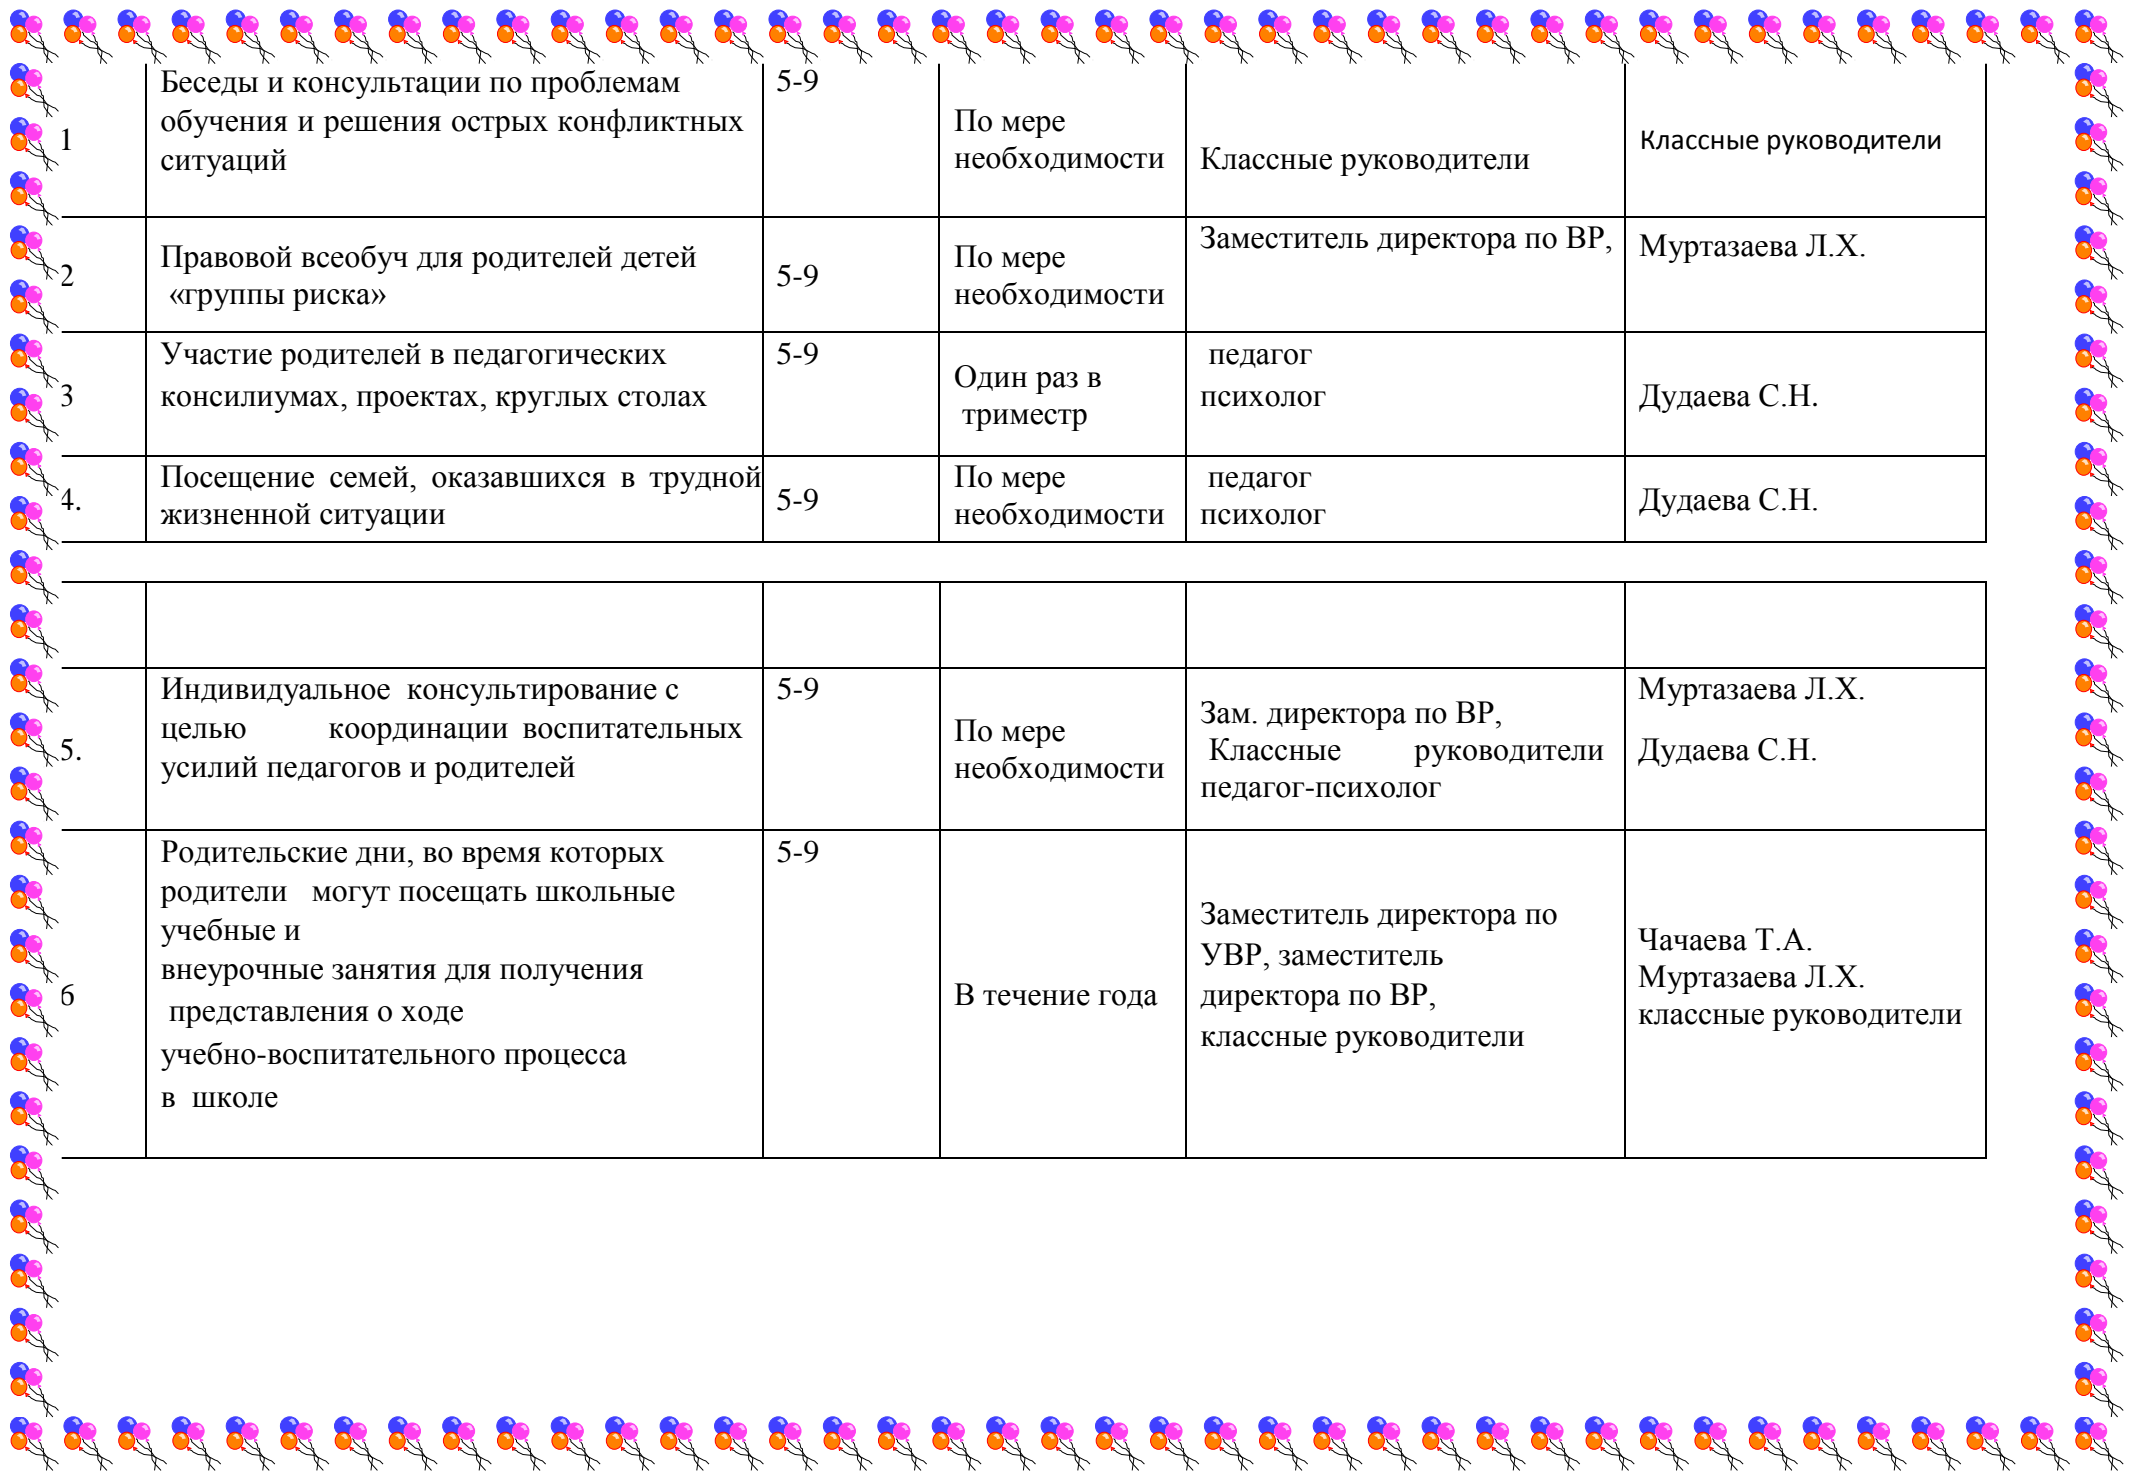 1
Беседы и консультации по проблемам
обучения и решения острых конфликтных
ситуаций
5-9
По мере
необходимости
Классные руководители
Классные руководители
2
Правовой всеобуч для родителей детей
«группы риска»
5-9
По мере
необходимости
Заместитель директора по ВР,
Муртазаева Л.Х.
3
Участие родителей в педагогических
консилиумах, проектах, круглых столах
5-9
Один раз в
триместр
педагог
психолог
Дудаева С.Н.
4.
Посещение семей, оказавшихся в трудной
жизненной ситуации
5-9
По мере
необходимости
педагог
психолог
Дудаева С.Н.
5.
Индивидуальное консультирование с
целью координации воспитательных
усилий педагогов и родителей
5-9
По мере
необходимости
Зам. директора по ВР,
Классные руководители
педагог-психолог
Муртазаева Л.Х.
Дудаева С.Н.
6
Родительские дни, во время которых
родители могут посещать школьные
учебные и
внеурочные занятия для получения
представления о ходе
учебно-воспитательного процесса
в школе
5-9
В течение года
Заместитель директора по
УВР, заместитель
директора по ВР,
классные руководители
Чачаева Т.А.
Муртазаева Л.Х.
классные руководители